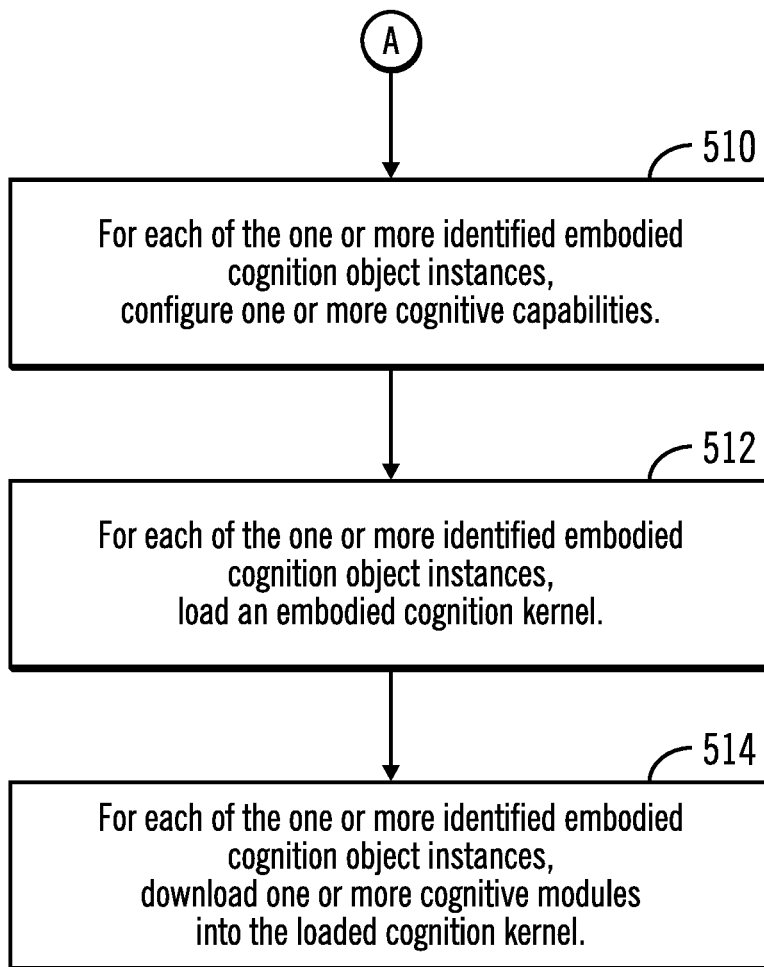 A
510
For each of the one or more identified embodied
cognition object instances,
configure one or more cognitive capabilities.
512
For each of the one or more identified embodied
cognition object instances,
load an embodied cognition kernel.
514
For each of the one or more identified embodied
cognition object instances,
download one or more cognitive modules
into the loaded cognition kernel.